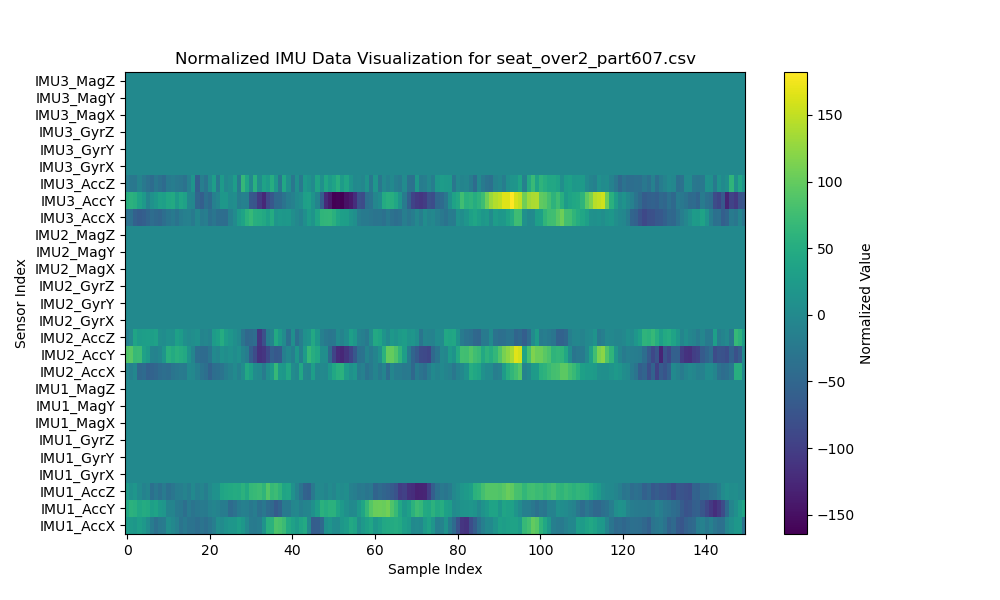 Normalized IMU Data Visualization for seat_over2_part607.csv
IMU3_MagZ
IMU3_MagY
IMU3_MagX
IMU3_GyrZ
IMU3_GyrY
IMU3_GyrX
IMU3_AccZ
IMU3_AccY
IMU3_AccX
IMU2_MagZ
IMU2_MagY
IMU2_MagX
IMU2_GyrZ
IMU2_GyrY
IMU2_GyrX
IMU2_AccZ
IMU2_AccY
IMU2_AccX
IMU1_MagZ
IMU1_MagY
IMU1_MagX
IMU1_GyrZ
IMU1_GyrY
IMU1_GyrX
IMU1_AccZ
IMU1_AccY
IMU1_AccX
Sensor Index
0 20 40 60 80 100 120 140
Sample Index
150
100
50
0
−50
−100
−150
Normalized Value